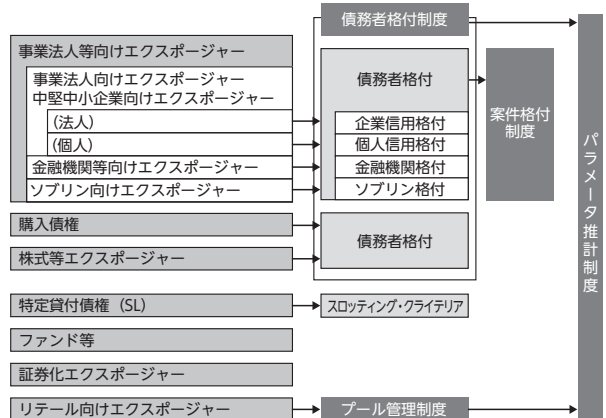 債務者格付制度
事業法人等向けエクスポージャー
事業法人向けエクスポージャー
中堅中小企業向けエクスポージャー
(法人)
(個人)
金融機関等向けエクスポージャー
ソブリン向けエクスポージャー
債務者格付
企業信用格付
個人信用格付
金融機関格付
ソブリン格付
案件格付
制度
パラメータ推計制度
購入債権
株式等エクスポージャー
債務者格付
特定貸付債権（SL）
スロッティング・クライテリア
ファンド等
証券化エクスポージャー
リテール向けエクスポージャー
プール管理制度